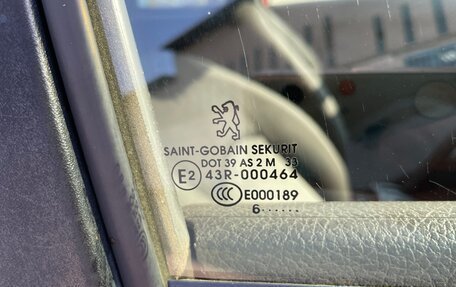 SAINT-GOBAIN SEKURIT
DOT 39 AS 2 M 33
E2 43R-000464
CCC E000189
6......